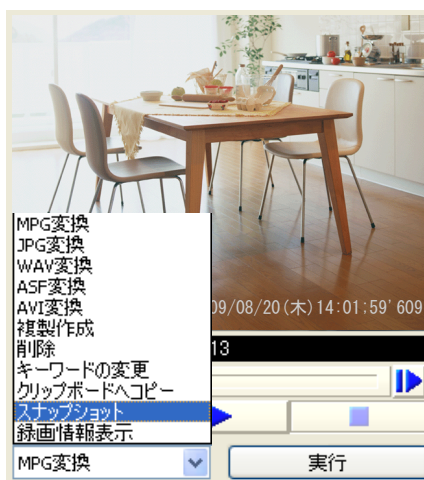 MPG変換
JPG変換
WAV変換
ASF変換
AVI変換
09/08/20(木)14:01:59'609
複製作成
削除
13
キーワードの変更
クリップボードへコピー
スナップショット
録画情報表示
MPG変換
実行